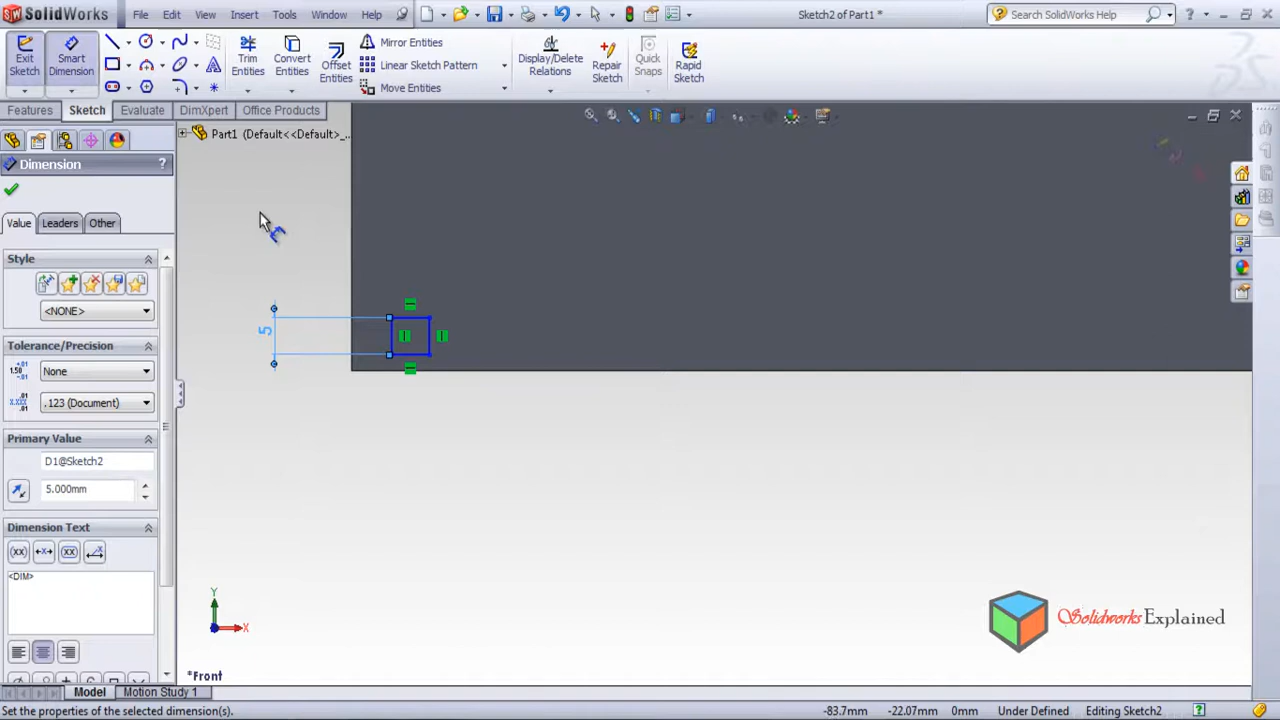 SolidWorks
File
Edit
View
Insert
Tools
Window
Help
Sketch2 of Part1 *
Search SolidWorks Help
Exit Sketch
Smart Dimension
Trim Entities
Convert Entities
Offset Entities
Mirror Entities
Linear Sketch Pattern
Move Entities
Display/Delete Relations
Repair Sketch
Quick Snaps
Rapid Sketch
Features
Sketch
Evaluate
DimXpert
Office Products
Part1 (Default<<Default>_...
Dimension
?
Value
Leaders
Other
Style
<NONE>
Tolerance/Precision
None
.123 (Document)
Primary Value
D1@Sketch2
5.000mm
Dimension Text
(xx)
<DIM>
5
Y
X
*Front
Solidworks Explained
Model
Motion Study 1
Set the properties of the selected dimension(s).
-83.7mm
-22.07mm
0mm
Under Defined
Editing Sketch2